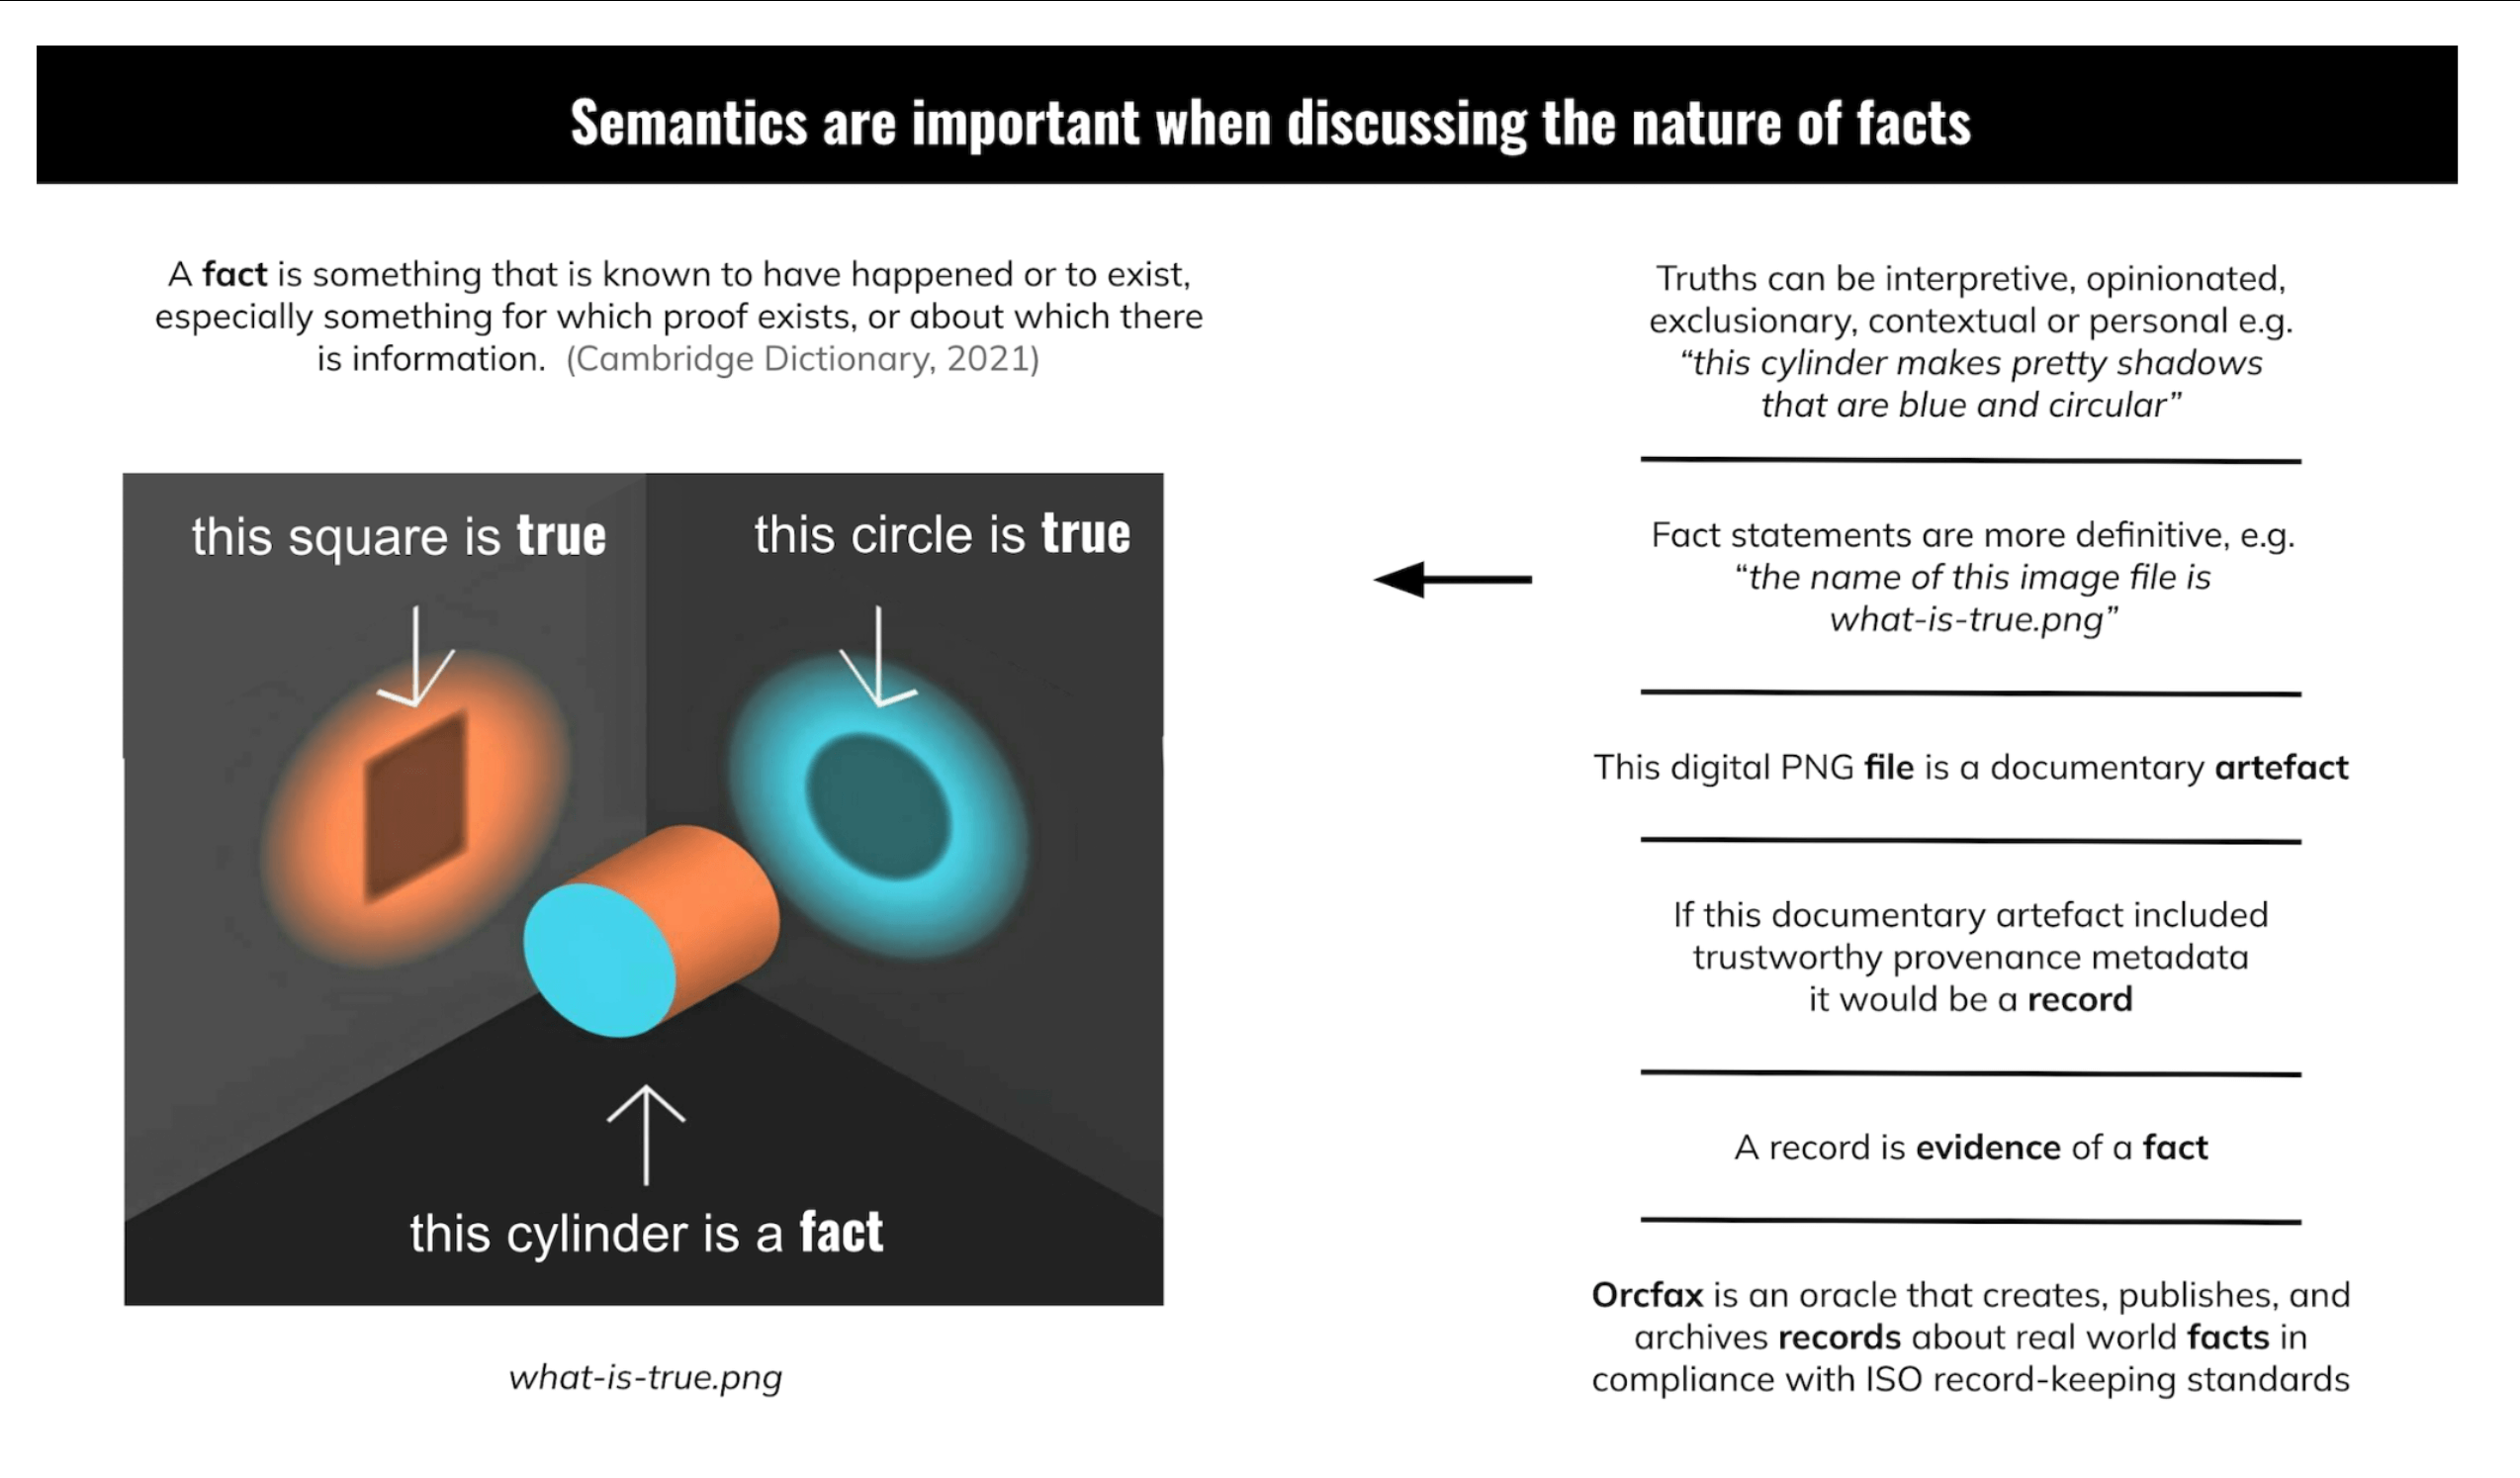 Semantics are important when discussing the nature of facts
A fact is something that is known to have happened or to exist,
especially something for which proof exists, or about which there
is information. (Cambridge Dictionary, 2021)
this square is true
this circle is true
this cylinder is a fact
what-is-true.png
Truths can be interpretive, opinionated,
exclusionary, contextual or personal e.g.
“this cylinder makes pretty shadows
that are blue and circular”
Fact statements are more definitive, e.g.
“the name of this image file is
what-is-true.png”
This digital PNG file is a documentary artefact
If this documentary artefact included
trustworthy provenance metadata
it would be a record
A record is evidence of a fact
Orcfax is an oracle that creates, publishes, and
archives records about real world facts in
compliance with ISO record-keeping standards